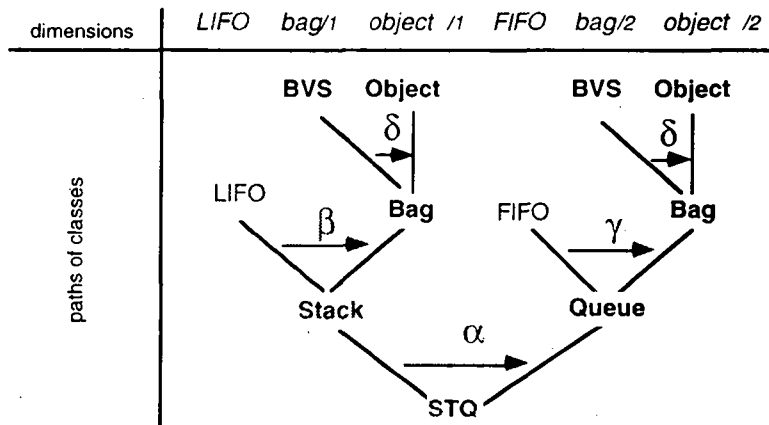 dimensions LIFO bag/1 object /1 FIFO bag/2 object /2
BVS Object BVS Object
δ δ
LIFO Bag FIFO Bag
β γ
paths of classes
Stack Queue
α
STQ